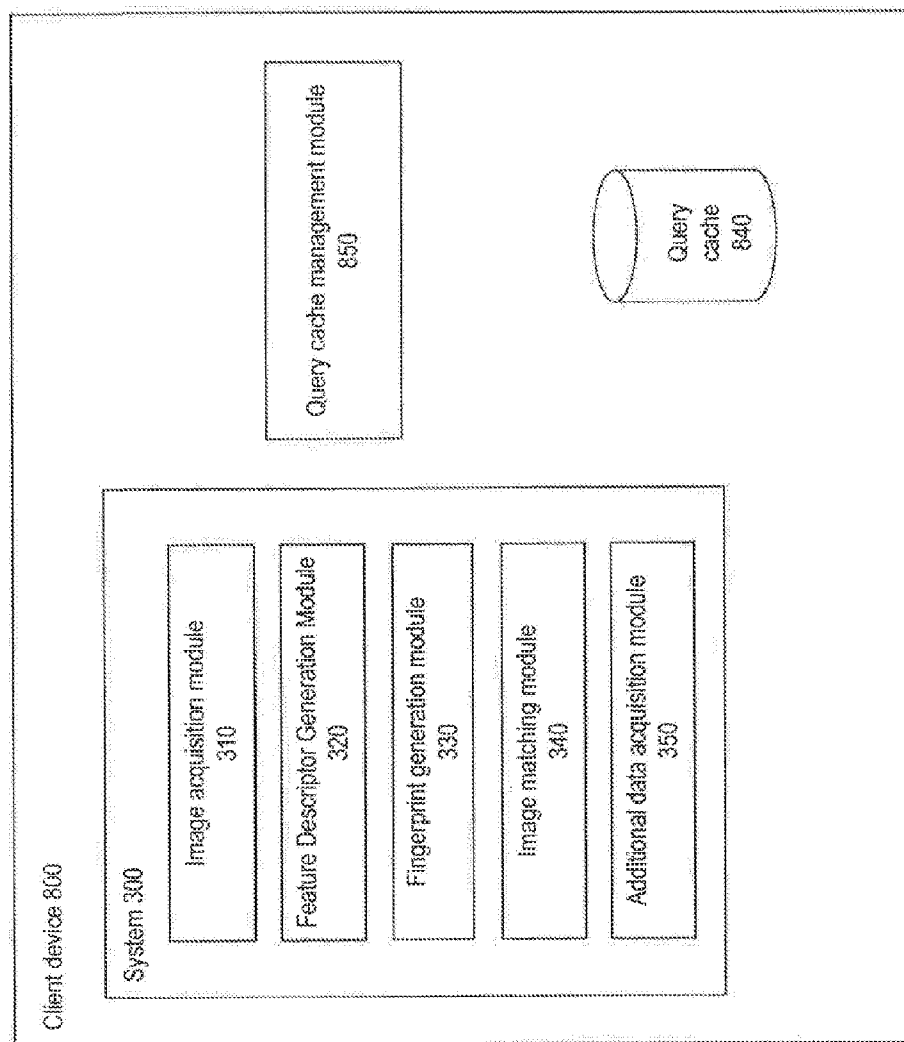 Client device 800
System 300
Image acquisition module
310
Feature Descriptor Generation Module
320
Fingerprint generation module
330
Image matching module
340
Additional data acquisition module
350
Query cache management module
850
Query
cache
840